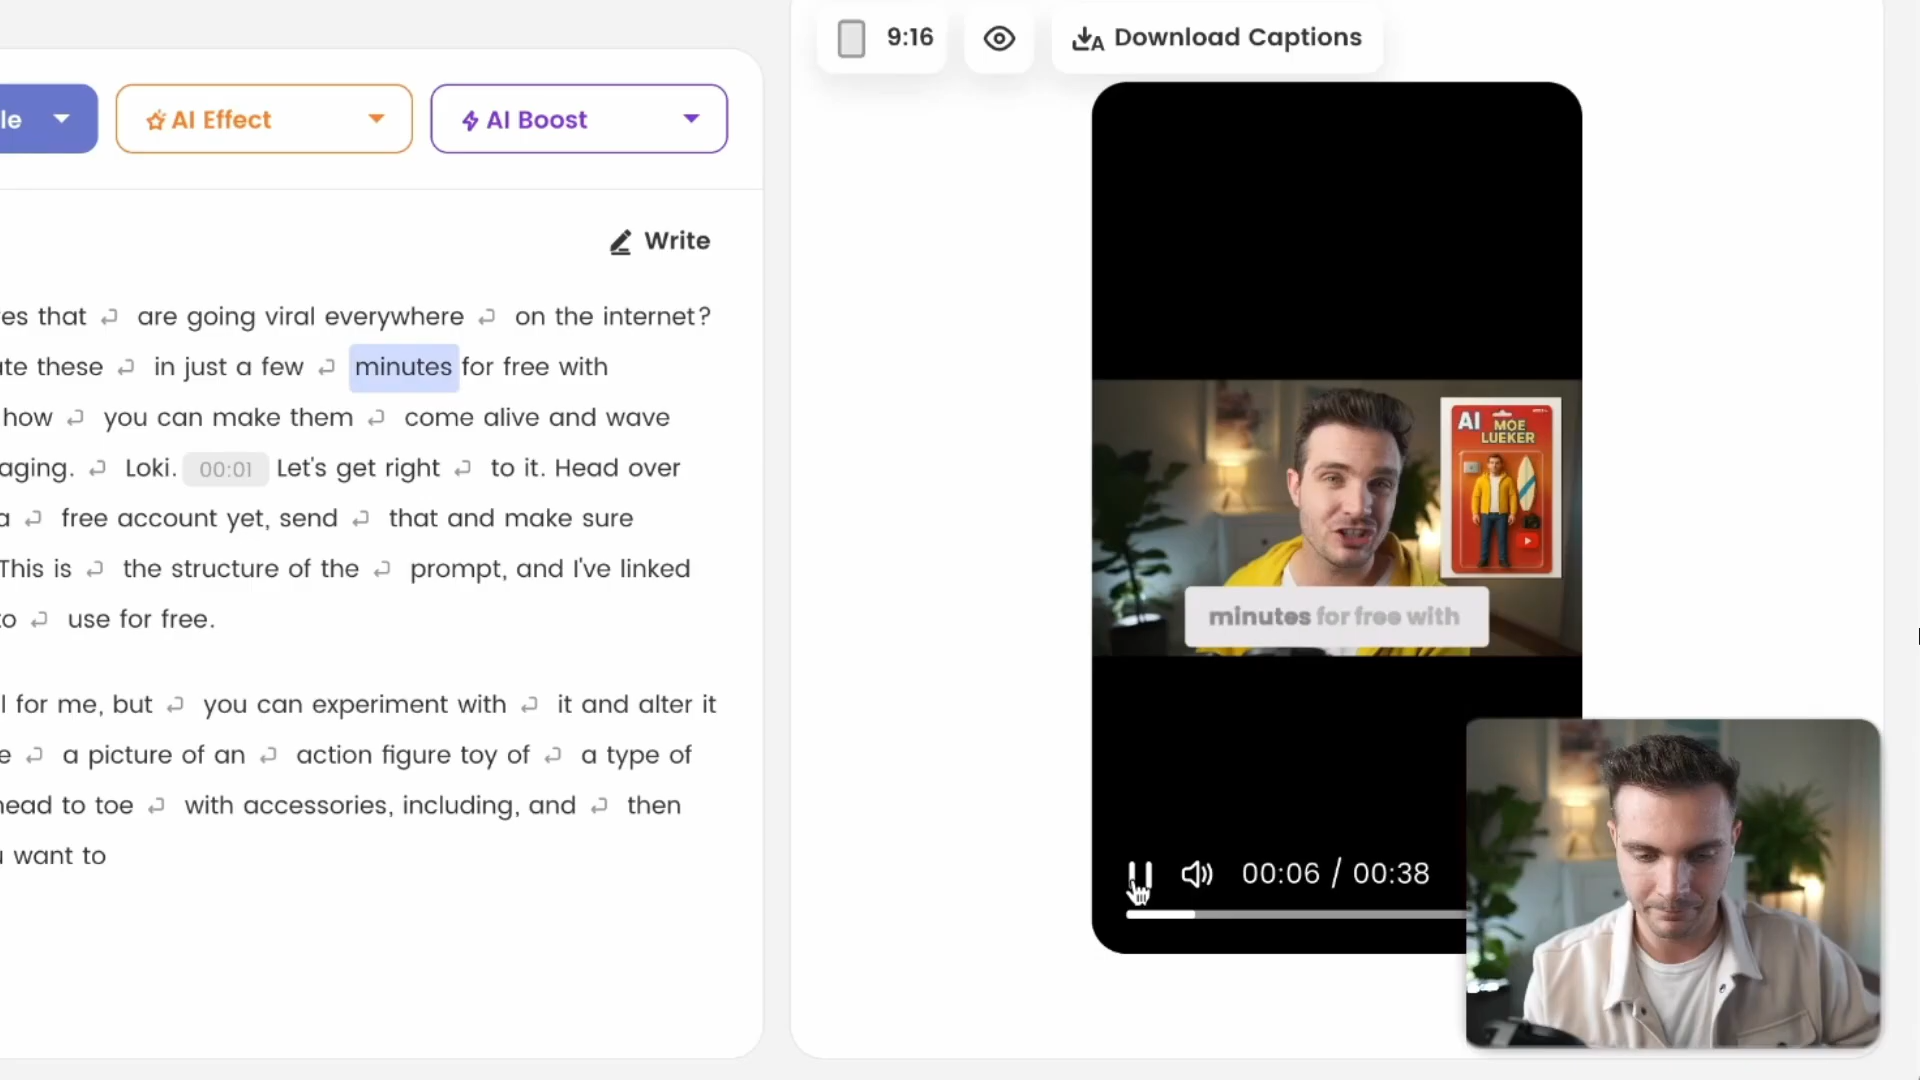 9:16
Download Captions
le
AI Effect
AI Boost
Write
es that ⮐ are going viral everywhere ⮐ on the internet?
te these ⮐ in just a few ⮐ minutes for free with
how ⮐ you can make them ⮐ come alive and wave
aging. ⮐ Loki. 00:01 Let's get right ⮐ to it. Head over
a ⮐ free account yet, send ⮐ that and make sure
This is ⮐ the structure of the ⮐ prompt, and I've linked
to ⮐ use for free.
l for me, but ⮐ you can experiment with ⮐ it and alter it
e ⮐ a picture of an ⮐ action figure toy of ⮐ a type of
head to toe ⮐ with accessories, including, and ⮐ then
u want to
AI MOE
LUEKER
minutes for free with
00:06 / 00:38